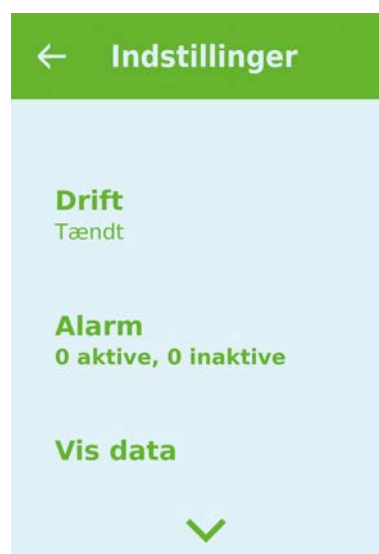 Indstillinger
Drift
Tændt
Alarm
0 aktive, 0 inaktive
Vis data